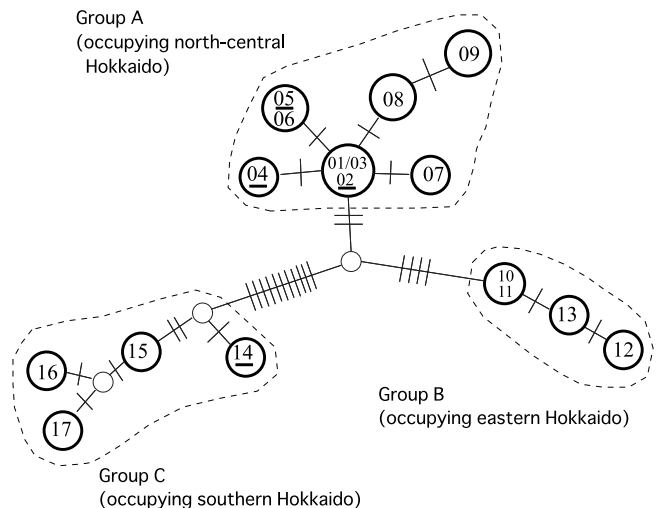 Group A
(occupying north-central
Hokkaido)
09
08
05
06
01/03
02
04
07
10
11
13
12
15
14
16
17
Group B
(occupying eastern Hokkaido)
Group C
(occupying southern Hokkaido)